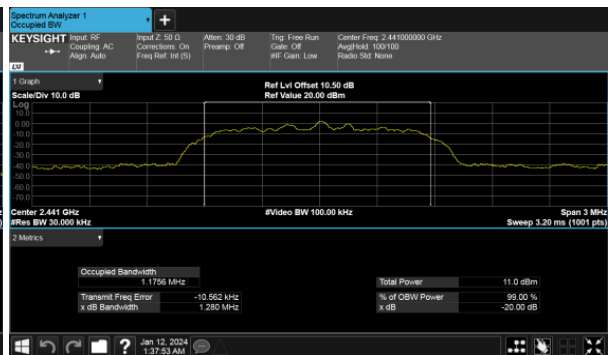 Spectrum Analyzer 1
Occupied BW
KEYSIGHT
Input: RF
Coupling: AC
Align: Auto
Input Z: 50 Ω
Corrections: On
Freq Ref: Int (S)
Atten: 30 dB
Preamp: Off
Trig: Free Run
Gate: Off
#IF Gain: Low
Center Freq: 2.441000000 GHz
Avg|Hold: 100/100
Radio Std: None
LXI
1 Graph
Scale/Div 10.0 dB
Ref Lvl Offset 10.50 dB
Ref Value 20.00 dBm
Log
10.0
0.00
-10.0
-20.0
-30.0
-40.0
-50.0
-60.0
-70.0
Center 2.441 GHz
#Res BW 30.000 kHz
#Video BW 100.00 kHz
Span 3 MHz
Sweep 3.20 ms (1001 pts)
2 Metrics
Occupied Bandwidth
1.1756 MHz
Total Power 11.0 dBm
Transmit Freq Error -10.562 kHz
x dB Bandwidth 1.280 MHz
% of OBW Power 99.00 %
x dB -20.00 dB
?
Jan 12, 2024
1:37:53 AM